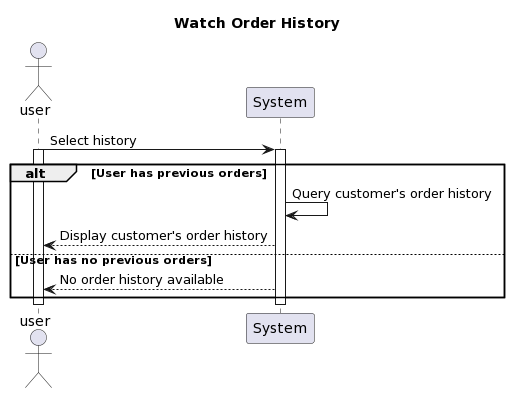 Watch Order History
user
System
Select history
alt
[User has previous orders]
Query customer's order history
Display customer's order history
[User has no previous orders]
No order history available
user
System